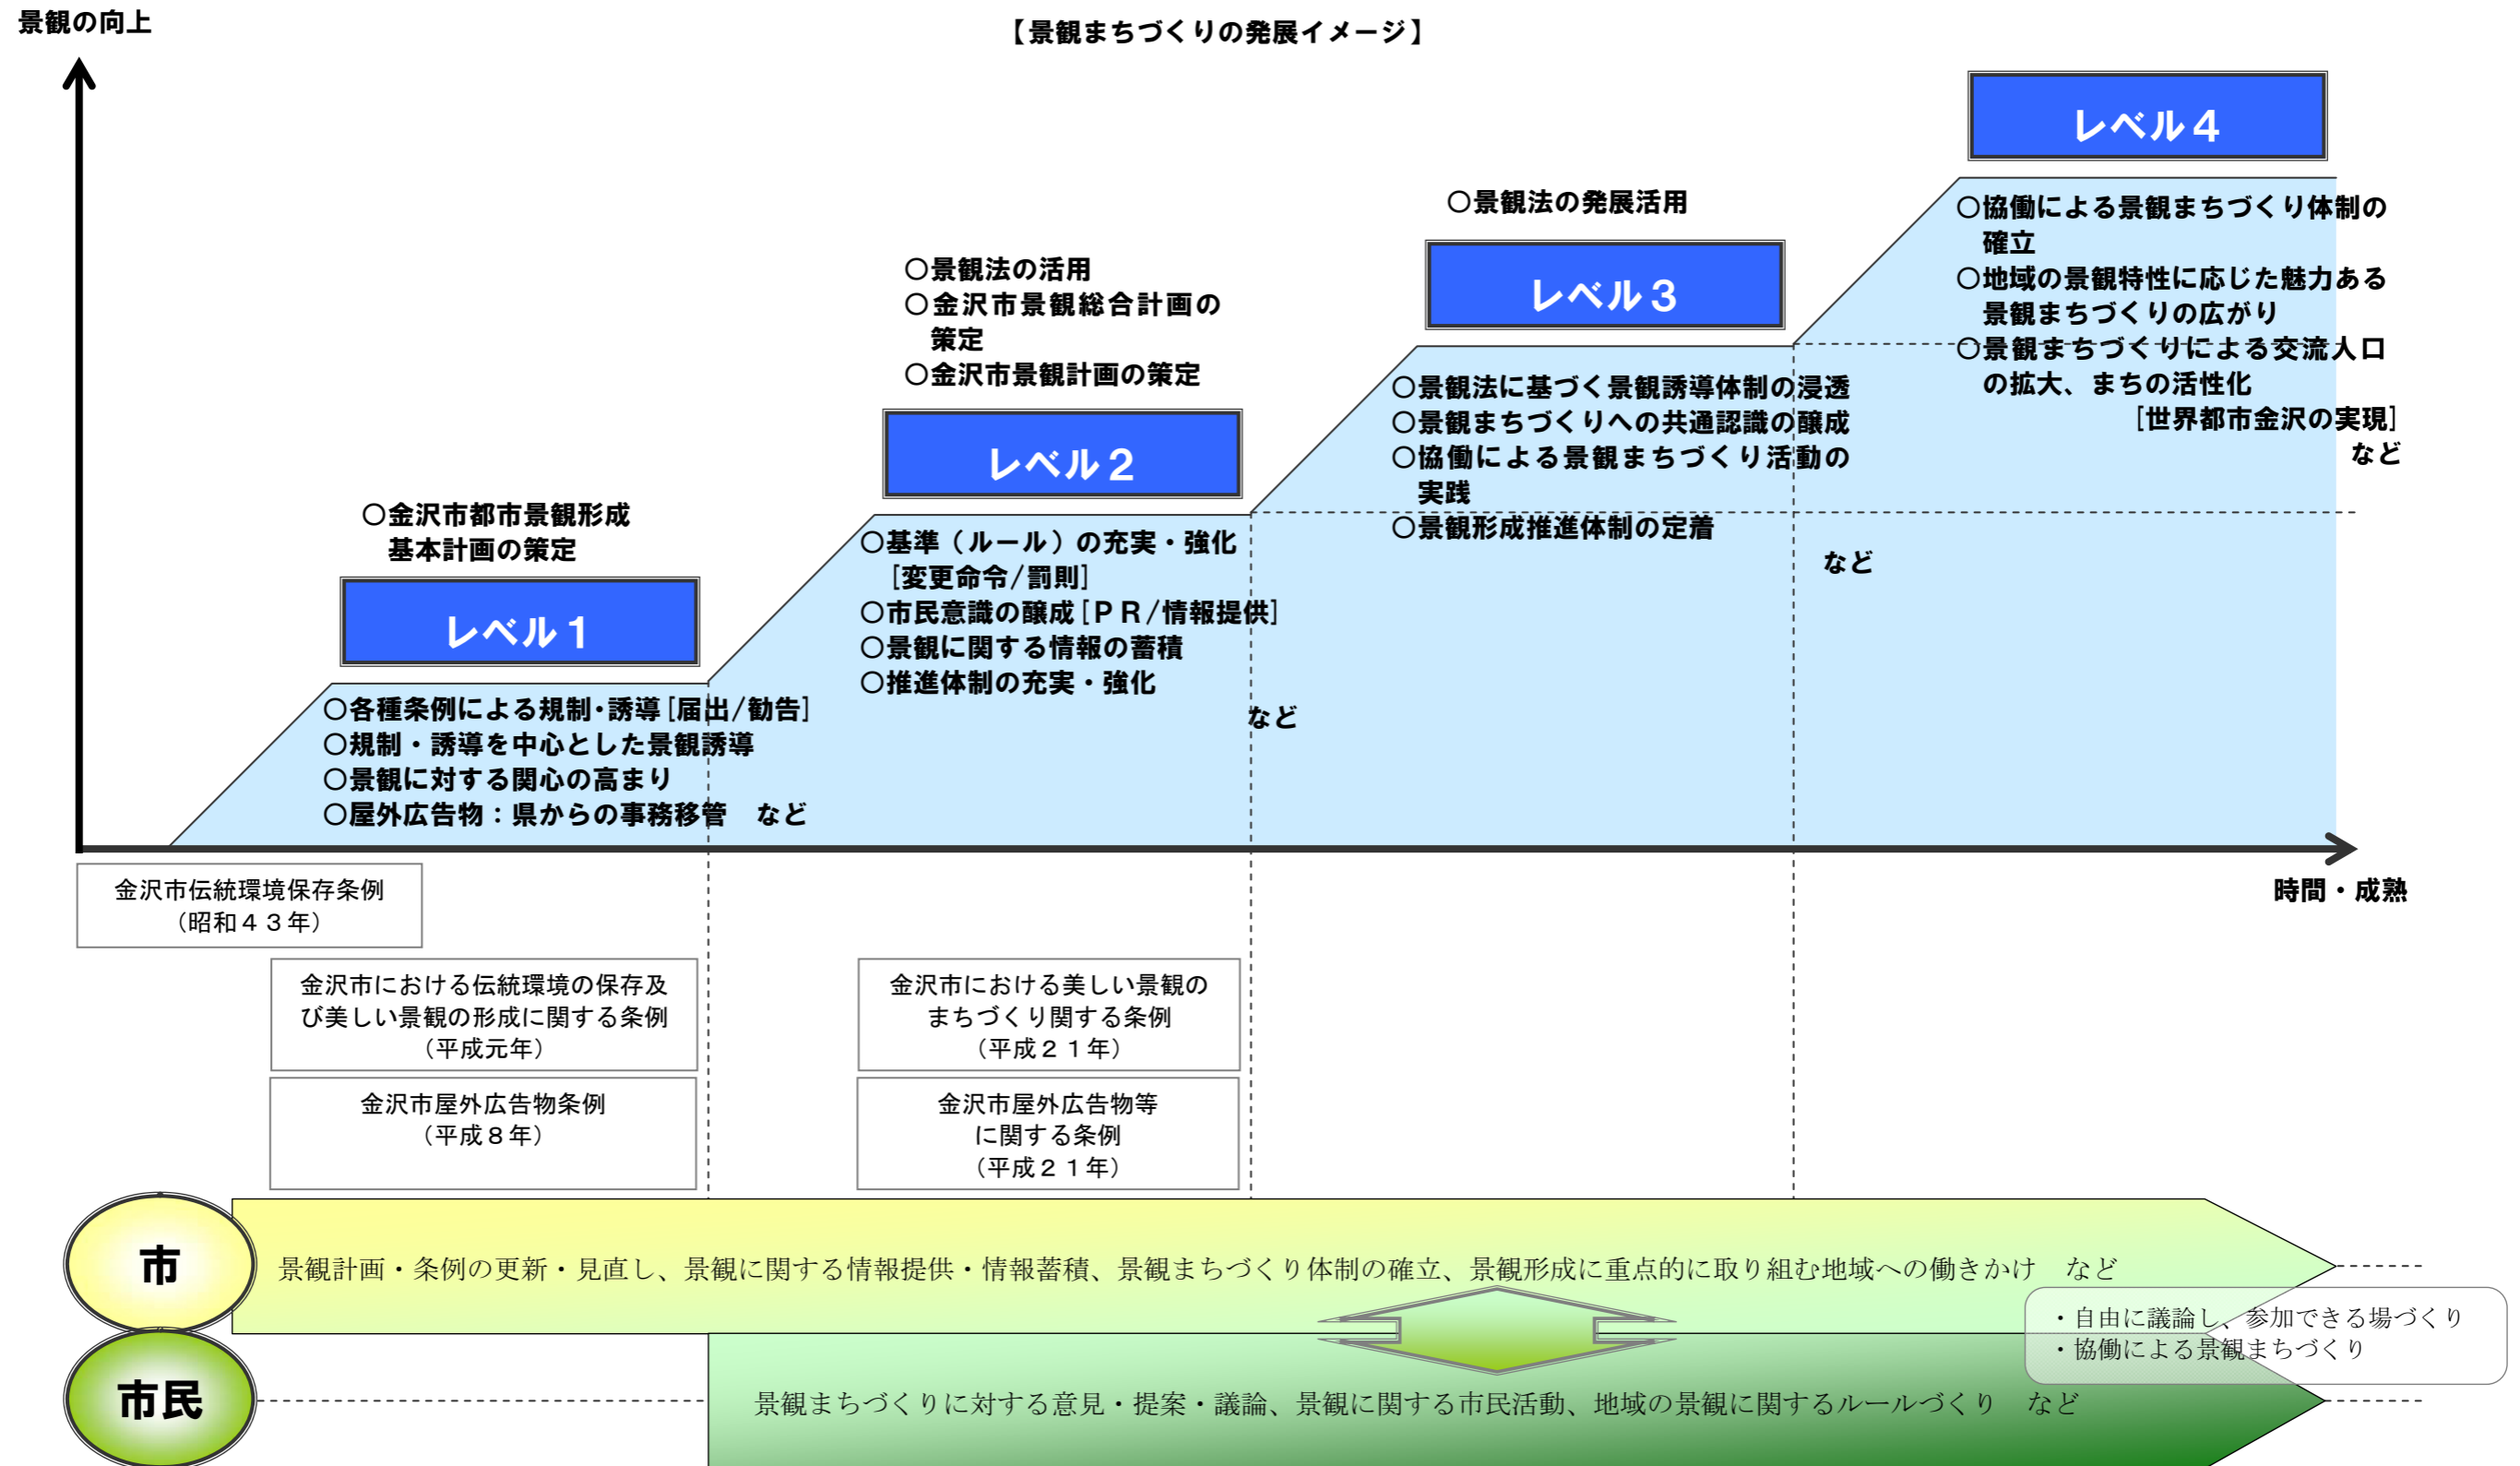 景観の向上
【景観まちづくりの発展イメージ】
レベル４
○協働による景観まちづくり体制の
確立
○地域の景観特性に応じた魅力ある
景観まちづくりの広がり
○景観まちづくりによる交流人口
の拡大、まちの活性化
[世界都市金沢の実現]
など
○景観法の発展活用
レベル３
○景観法に基づく景観誘導体制の浸透
○景観まちづくりへの共通認識の醸成
○協働による景観まちづくり活動の
実践
○景観形成推進体制の定着
など
○景観法の活用
○金沢市景観総合計画の
策定
○金沢市景観計画の策定
レベル２
○基準（ルール）の充実・強化
[変更命令/罰則]
○市民意識の醸成[ＰＲ/情報提供]
○景観に関する情報の蓄積
○推進体制の充実・強化
など
○金沢市都市景観形成
基本計画の策定
レベル１
○各種条例による規制・誘導[届出/勧告]
○規制・誘導を中心とした景観誘導
○景観に対する関心の高まり
○屋外広告物：県からの事務移管　など
時間・成熟
金沢市伝統環境保存条例
（昭和４３年）
金沢市における伝統環境の保存及
び美しい景観の形成に関する条例
（平成元年）
金沢市屋外広告物条例
（平成８年）
金沢市における美しい景観の
まちづくり関する条例
（平成２１年）
金沢市屋外広告物等
に関する条例
（平成２１年）
市
景観計画・条例の更新・見直し、景観に関する情報提供・情報蓄積、景観まちづくり体制の確立、景観形成に重点的に取り組む地域への働きかけ　など
・自由に議論し、参加できる場づくり
・協働による景観まちづくり
市民
景観まちづくりに対する意見・提案・議論、景観に関する市民活動、地域の景観に関するルールづくり　など